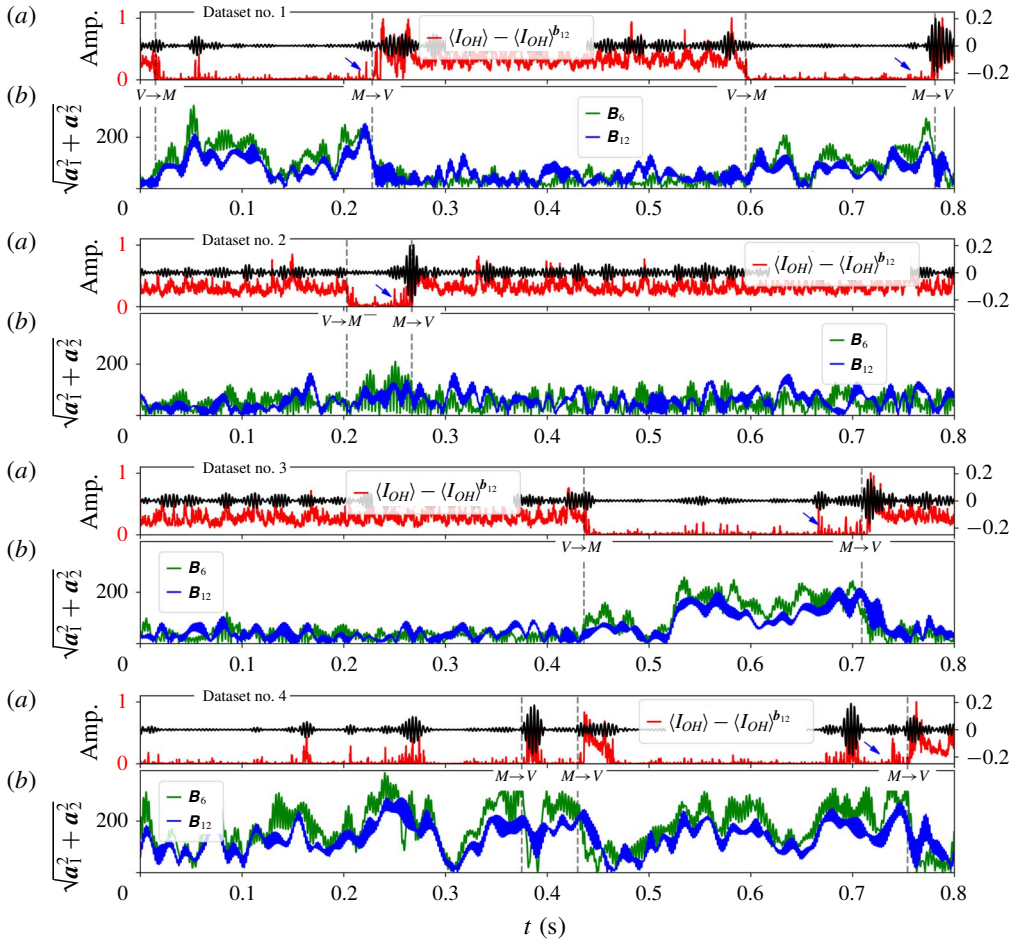 (a) Dataset no. 1
Amp.
1
0
⟨I_OH⟩ − ⟨I_OH⟩^b12
0.2
0
−0.2
V→M M→V V→M M→V
(b)
√a₁² + a₂²
200
B6
B12
0 0.1 0.2 0.3 0.4 0.5 0.6 0.7 0.8
(a) Dataset no. 2
Amp.
1
0
⟨I_OH⟩ − ⟨I_OH⟩^b12
0.2
0
−0.2
V→M M→V
(b)
√a₁² + a₂²
200
B6
B12
0 0.1 0.2 0.3 0.4 0.5 0.6 0.7 0.8
(a) Dataset no. 3
Amp.
1
0
⟨I_OH⟩ − ⟨I_OH⟩^b12
0.2
0
−0.2
V→M M→V
(b)
√a₁² + a₂²
200
B6
B12
0 0.1 0.2 0.3 0.4 0.5 0.6 0.7 0.8
(a) Dataset no. 4
Amp.
1
0
⟨I_OH⟩ − ⟨I_OH⟩^b12
0.2
0
−0.2
M→V M→V M→V
(b)
√a₁² + a₂²
200
B6
B12
0 0.1 0.2 0.3 0.4 0.5 0.6 0.7 0.8
t (s)